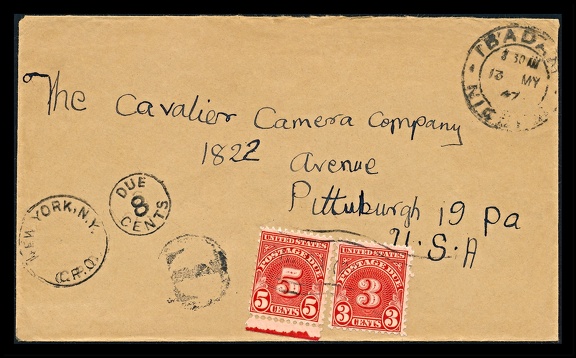 IBADAN
8 30 AM
13 MY
47
The Cavalier Camera Company
1822 Avenue
Pittuburgh 19 Pa
U.S.A
DUE
8
CENTS
NEW YORK, N.Y.
G.P.O.
T
UNITED STATES
POSTAGE DUE
5
5 CENTS 5
UNITED STATES
POSTAGE DUE
3
3 CENTS 3